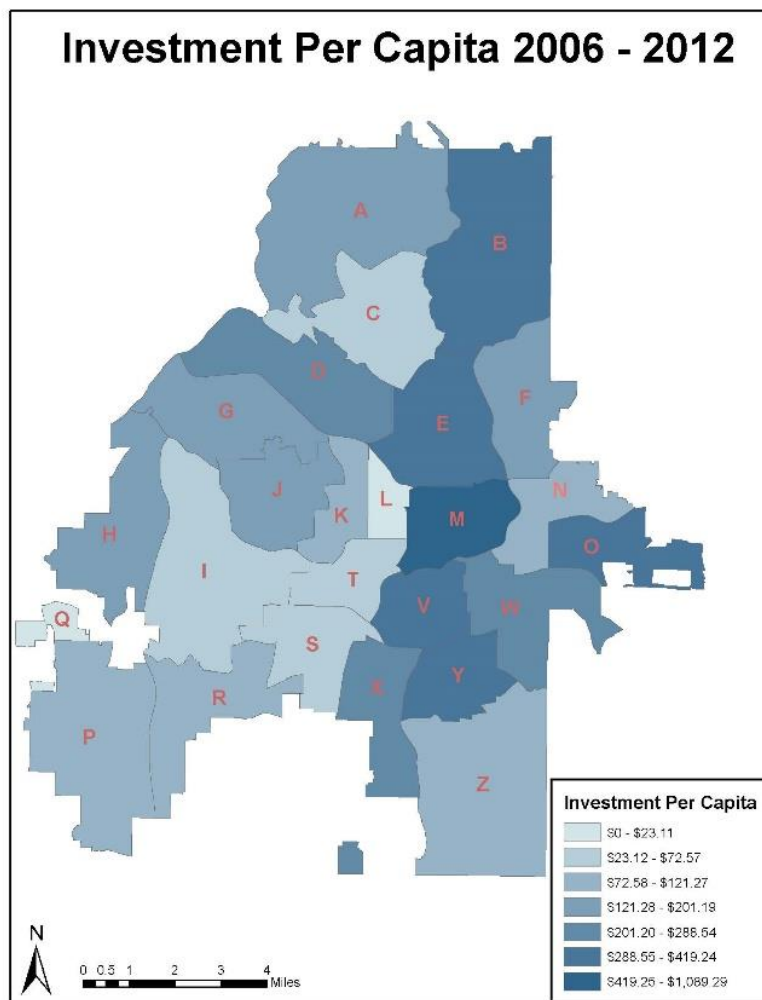 Investment Per Capita 2006 - 2012
A
B
C
D
F
G
E
J
L
N
K
M
H
O
I
T
Q
V
W
S
X
Y
R
P
Z
Investment Per Capita
$0 - $23.11
$23.12 - $72.57
$72.58 - $121.27
$121.28 - $201.19
$201.20 - $288.54
$288.55 - $419.24
$419.25 - $1,089.29
N
0 0.5 1 2 3 4
Miles